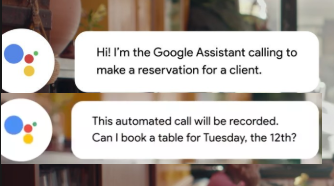 Hi! I'm the Google Assistant calling to
make a reservation for a client.
This automated call will be recorded.
Can I book a table for Tuesday, the 12th?